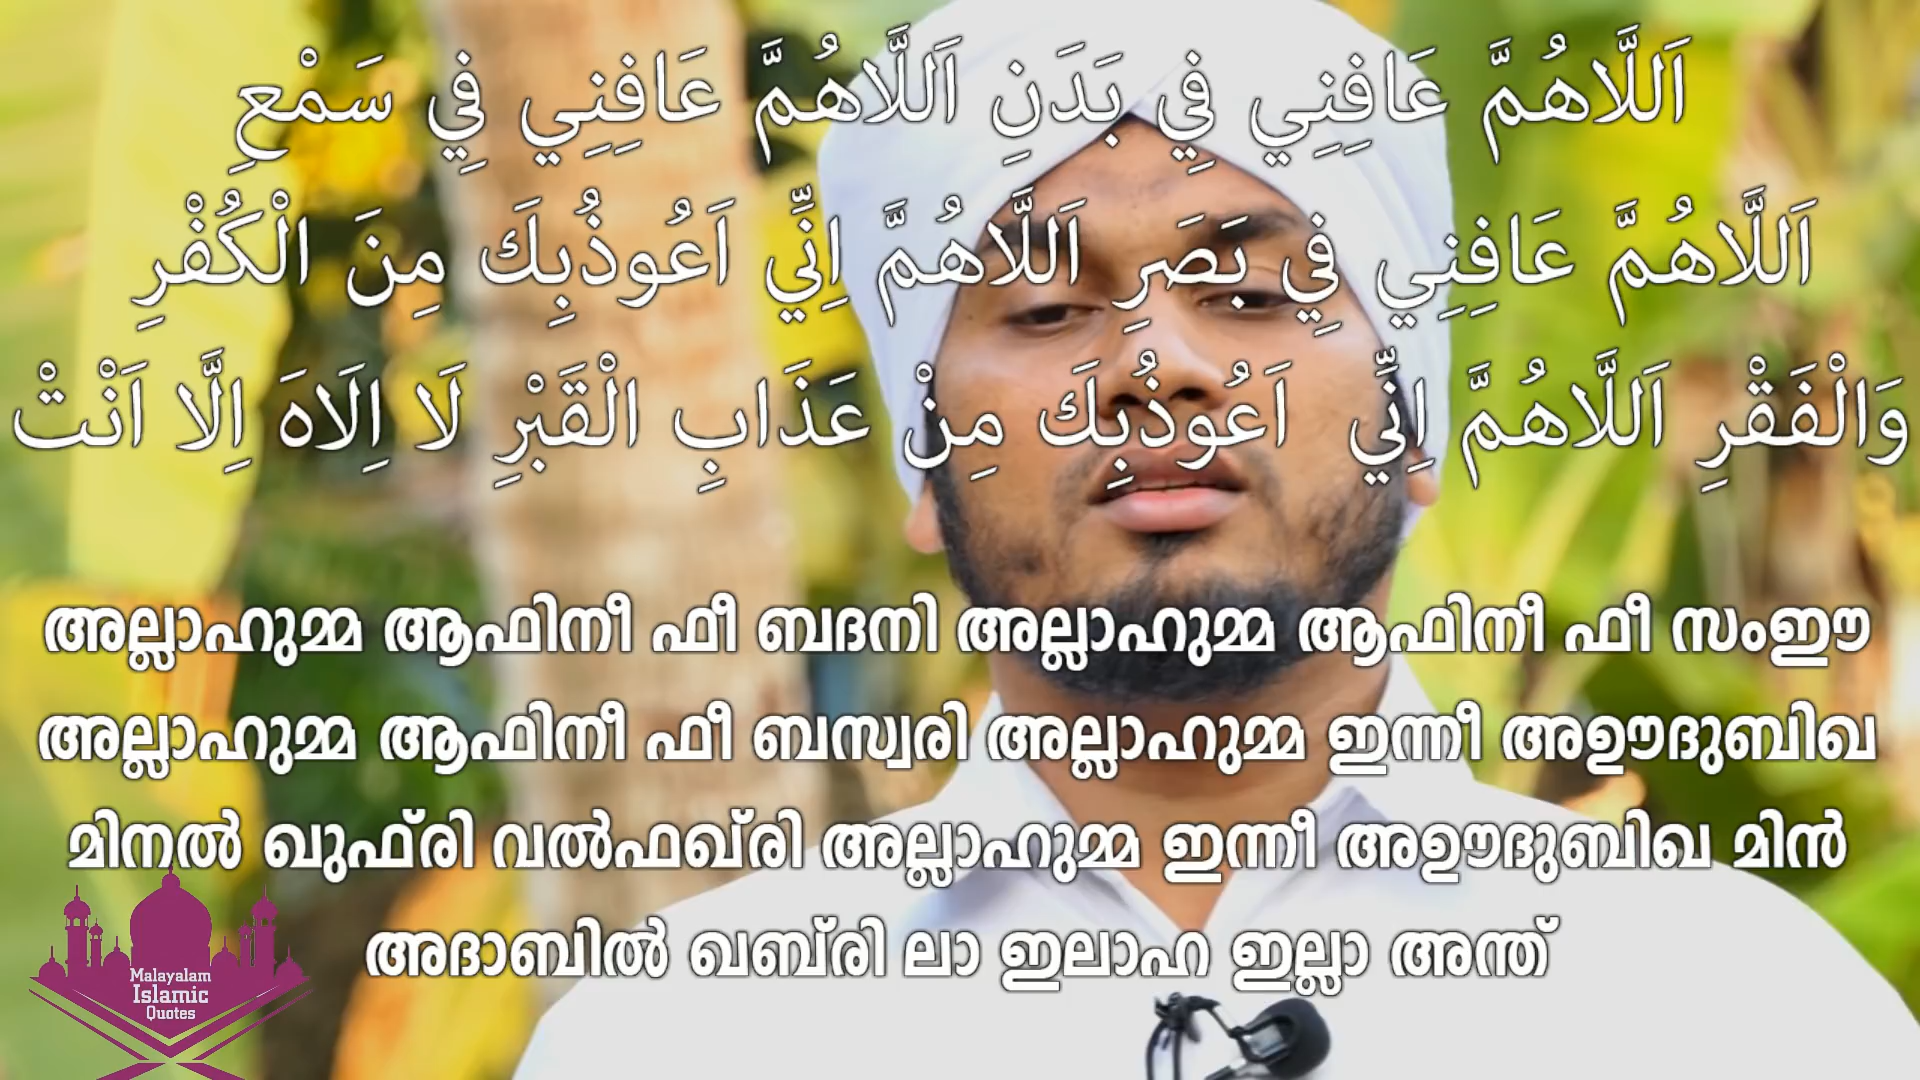 اَللَّاهُمَّ عَافِنِي فِي بَدَنِ اَللَّاهُمَّ عَافِنِي فِي سَمْعِ
اَللَّاهُمَّ عَافِنِي فِي بَصَرِ اَللَّاهُمَّ اِنِّي اَعُوذُبِكَ مِنَ الْكُفْرِ
وَالْفَقْرِ اَللَّاهُمَّ اِنِّي اَعُوذُبِكَ مِنْ عَذَابِ الْقَبْرِ لَا اِلَاهَ اِلَّا اَنْتْ
അല്ലാഹുമ്മ ആഫിനീ ഫീ ബദനി അല്ലാഹുമ്മ ആഫിനീ ഫീ സംഈ
അല്ലാഹുമ്മ ആഫിനീ ഫീ ബസ്വരി അല്ലാഹുമ്മ ഇന്നീ അഊദുബിഖ
മിനൽ ഖുഫ്രി വൽഫഖ്രി അല്ലാഹുമ്മ ഇന്നീ അഊദുബിഖ മിൻ
അദാബിൽ ഖബ്രി ലാ ഇലാഹ ഇല്ലാ അന്ത്
Malayalam
Islamic
Quotes